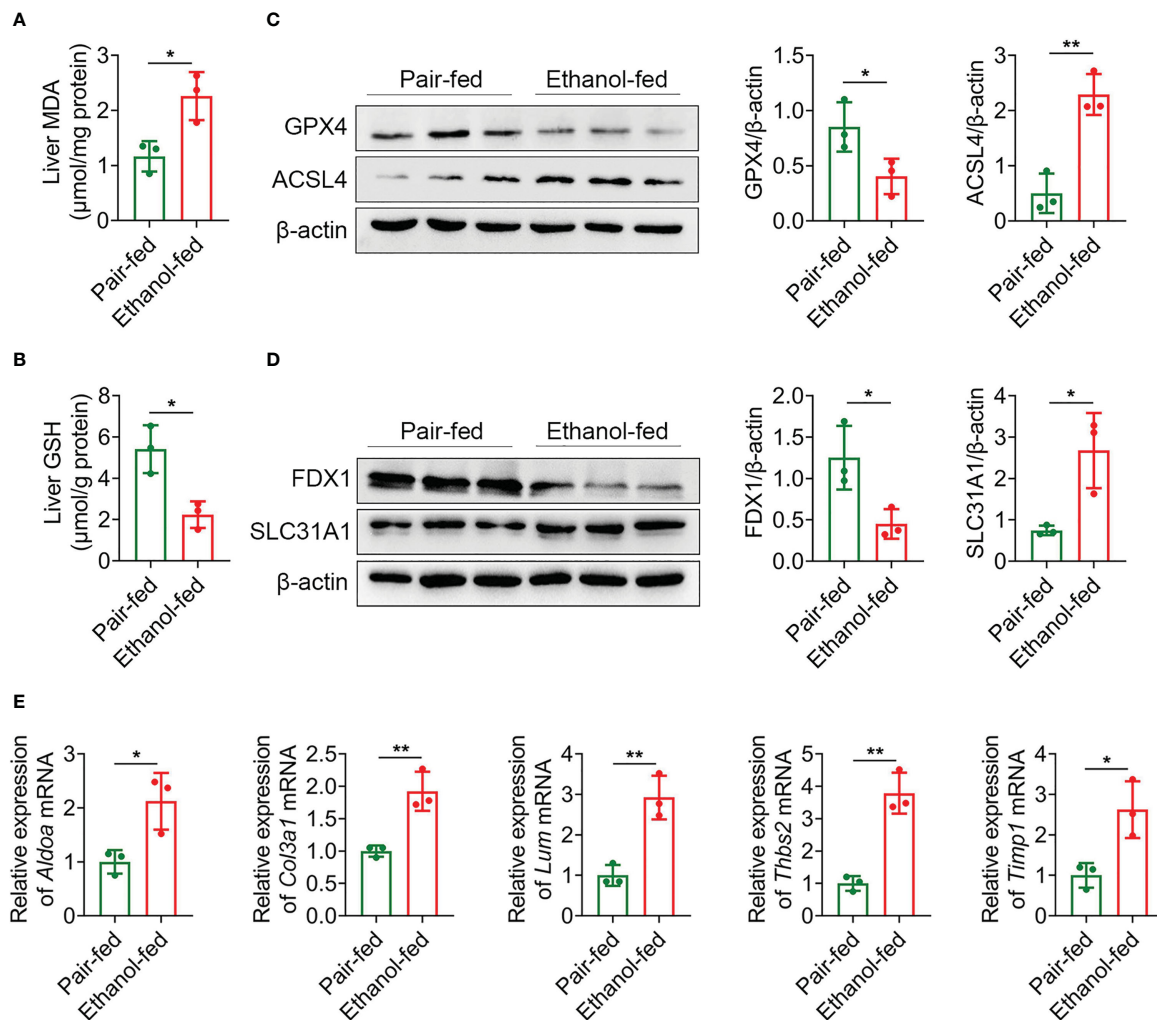 A
Liver MDA
(μmol/mg protein)
3
2
1
0
*
Pair-fed
Ethanol-fed
C
Pair-fed
Ethanol-fed
GPX4
ACSL4
β-actin
GPX4/β-actin
1.5
1.0
0.5
0.0
*
Pair-fed
Ethanol-fed
ACSL4/β-actin
3
2
1
0
**
Pair-fed
Ethanol-fed
B
Liver GSH
(μmol/g protein)
8
6
4
2
0
*
Pair-fed
Ethanol-fed
D
Pair-fed
Ethanol-fed
FDX1
SLC31A1
β-actin
FDX1/β-actin
2.0
1.5
1.0
0.5
0.0
*
Pair-fed
Ethanol-fed
SLC31A1/β-actin
4
3
2
1
0
*
Pair-fed
Ethanol-fed
E
Relative expression
of Aldoa mRNA
3
2
1
0
*
Pair-fed
Ethanol-fed
Relative expression
of Col3a1 mRNA
2.5
2.0
1.5
1.0
0.5
0.0
**
Pair-fed
Ethanol-fed
Relative expression
of Lum mRNA
4
3
2
1
0
**
Pair-fed
Ethanol-fed
Relative expression
of Thbs2 mRNA
5
4
3
2
1
0
**
Pair-fed
Ethanol-fed
Relative expression
of Timp1 mRNA
4
3
2
1
0
*
Pair-fed
Ethanol-fed